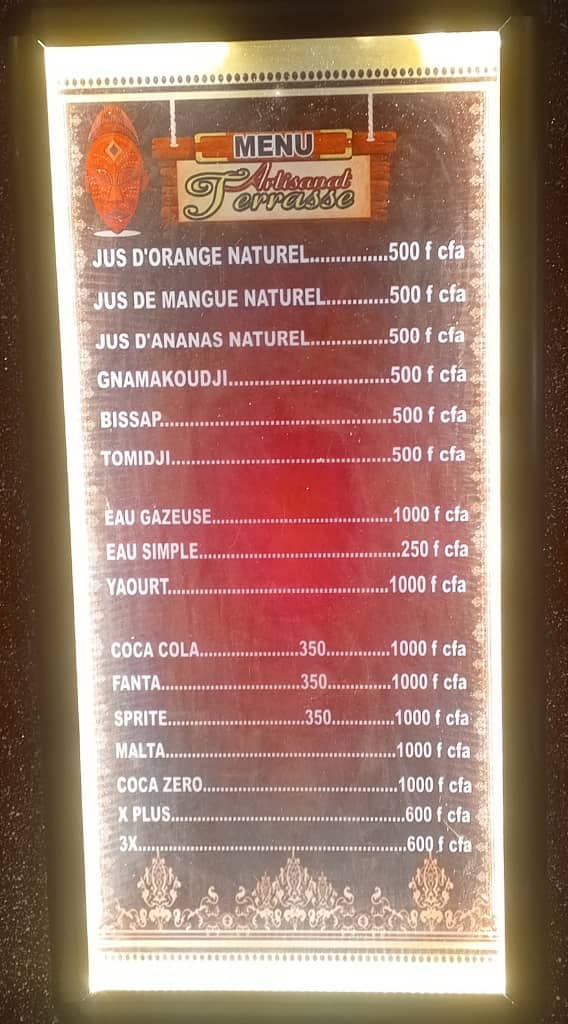 MENU
Artisanat
Terrasse
JUS D'ORANGE NATUREL................500 f cfa
JUS DE MANGUE NATUREL.............500 f cfa
JUS D'ANANAS NATUREL................500 f cfa
GNAMAKOUDJI.................................500 f cfa
BISSAP...............................................500 f cfa
TOMIDJI.............................................500 f cfa
EAU GAZEUSE.......................................1000 f cfa
EAU SIMPLE...........................................250 f cfa
YAOURT...............................................1000 f cfa
COCA COLA.....................350..............1000 f cfa
FANTA..............................350..............1000 f cfa
SPRITE.............................350..............1000 f cfa
MALTA..................................................1000 f cfa
COCA ZERO..........................................1000 f cfa
X PLUS...................................................600 f cfa
3X...........................................................600 f cfa